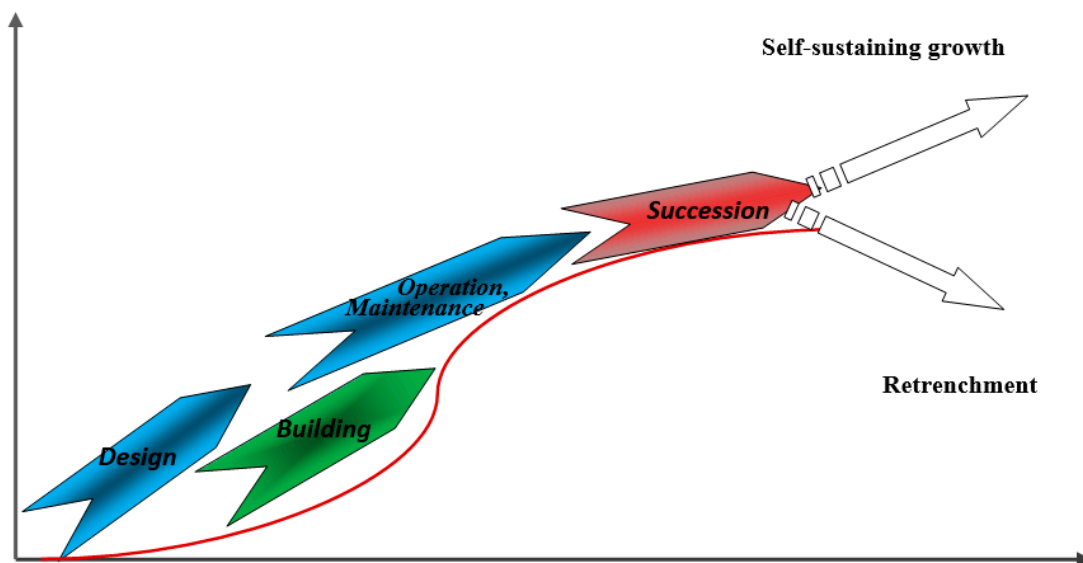 Self-sustaining growth
Succession
Operation,
Maintenance
Retrenchment
Building
Design